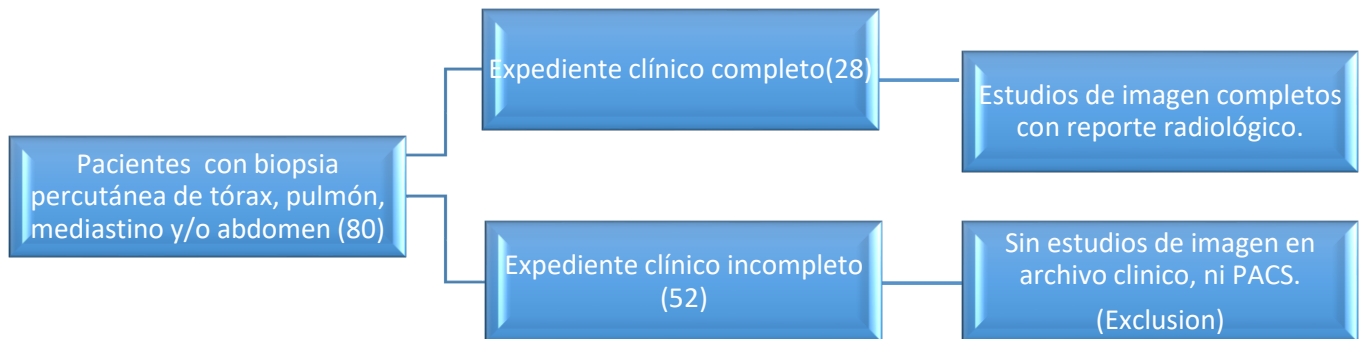 Pacientes con biopsia
percutánea de tórax, pulmón,
mediastino y/o abdomen (80)
Expediente clínico completo(28)
Estudios de imagen completos
con reporte radiológico.
Expediente clínico incompleto
(52)
Sin estudios de imagen en
archivo clinico, ni PACS.
(Exclusion)